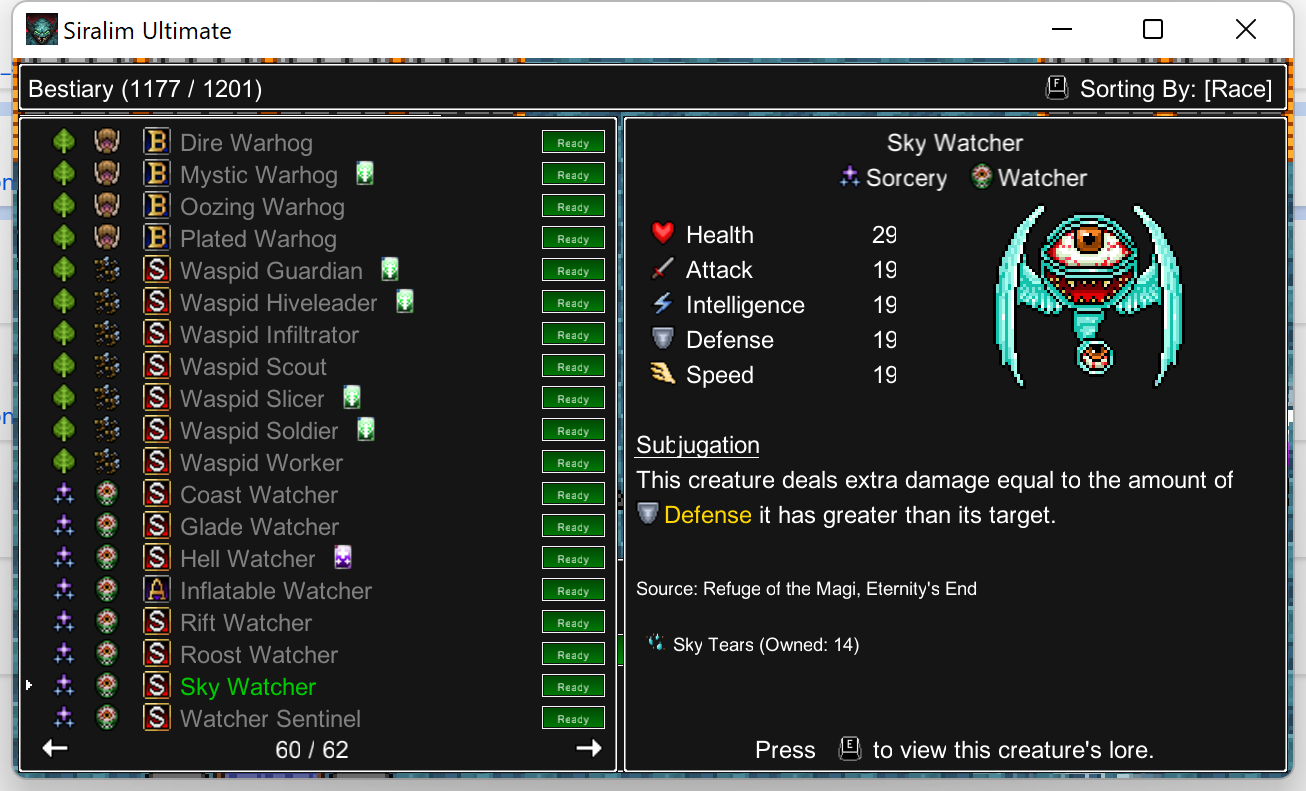 Siralim Ultimate
Bestiary (1177 / 1201)
F Sorting By: [Race]
B Dire Warhog Ready
B Mystic Warhog Ready
B Oozing Warhog Ready
B Plated Warhog Ready
S Waspid Guardian Ready
S Waspid Hiveleader Ready
S Waspid Infiltrator Ready
S Waspid Scout Ready
S Waspid Slicer Ready
S Waspid Soldier Ready
S Waspid Worker Ready
S Coast Watcher Ready
S Glade Watcher Ready
S Hell Watcher Ready
A Inflatable Watcher Ready
S Rift Watcher Ready
S Roost Watcher Ready
S Sky Watcher Ready
S Watcher Sentinel Ready
60 / 62
Sky Watcher
Sorcery Watcher
Health 29
Attack 19
Intelligence 19
Defense 19
Speed 19
Subjugation
This creature deals extra damage equal to the amount of
Defense it has greater than its target.
Source: Refuge of the Magi, Eternity's End
Sky Tears (Owned: 14)
Press E to view this creature's lore.